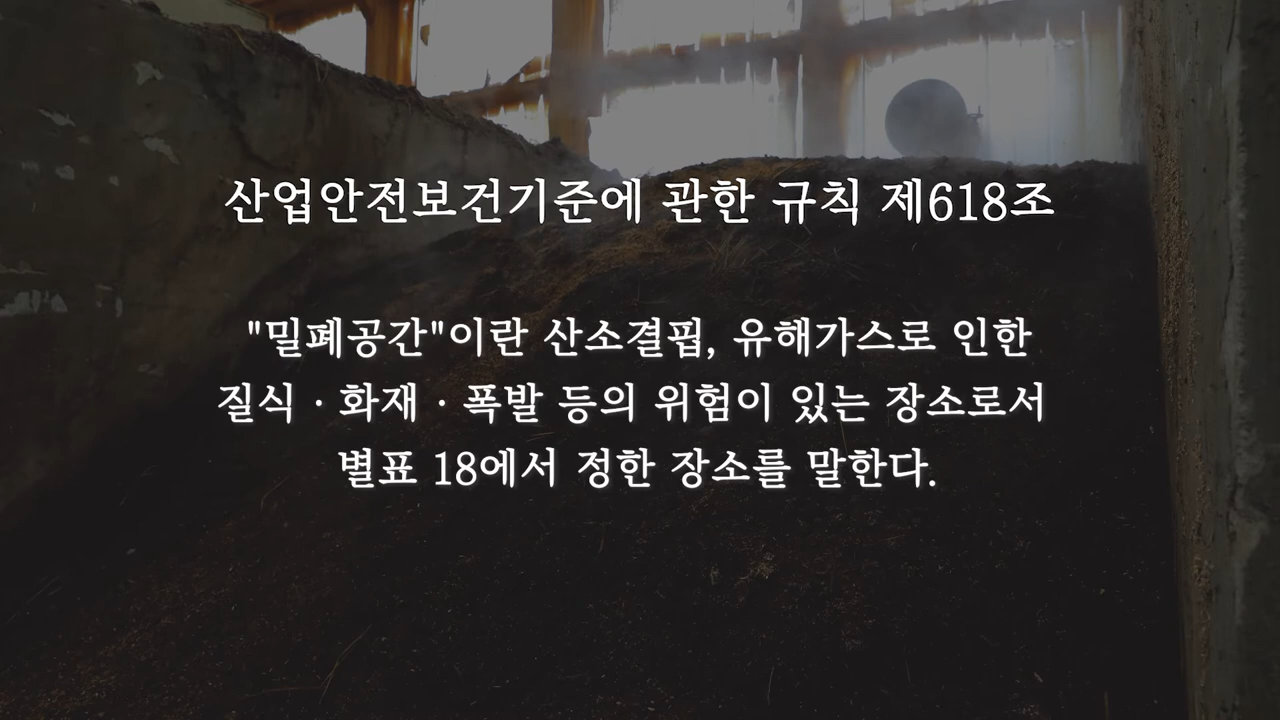 산업안전보건기준에 관한 규칙 제618조
"밀폐공간"이란 산소결핍, 유해가스로 인한
질식 · 화재 · 폭발 등의 위험이 있는 장소로서
별표 18에서 정한 장소를 말한다.